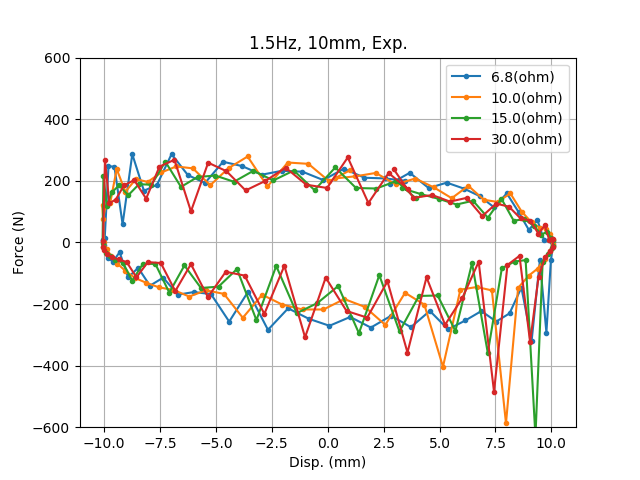 1.5Hz, 10mm, Exp.
6.8(ohm)
10.0(ohm)
15.0(ohm)
30.0(ohm)
Force (N)
600
400
200
0
−200
−400
−600
−10.0 −7.5 −5.0 −2.5 0.0 2.5 5.0 7.5 10.0
Disp. (mm)